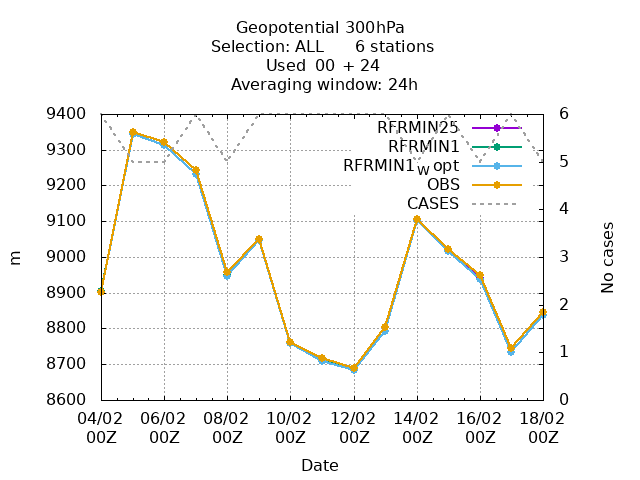 Geopotential 300hPa
Selection: ALL      6 stations
Used  00 + 24
Averaging window: 24h
9400
9300
9200
9100
9000
8900
8800
8700
8600
m
6
5
4
3
2
1
0
No cases
RFRMIN25
RFRMIN1
RFRMIN1wopt
OBS
CASES
04/02 06/02 08/02 10/02 12/02 14/02 16/02 18/02
00Z 00Z 00Z 00Z 00Z 00Z 00Z 00Z
Date